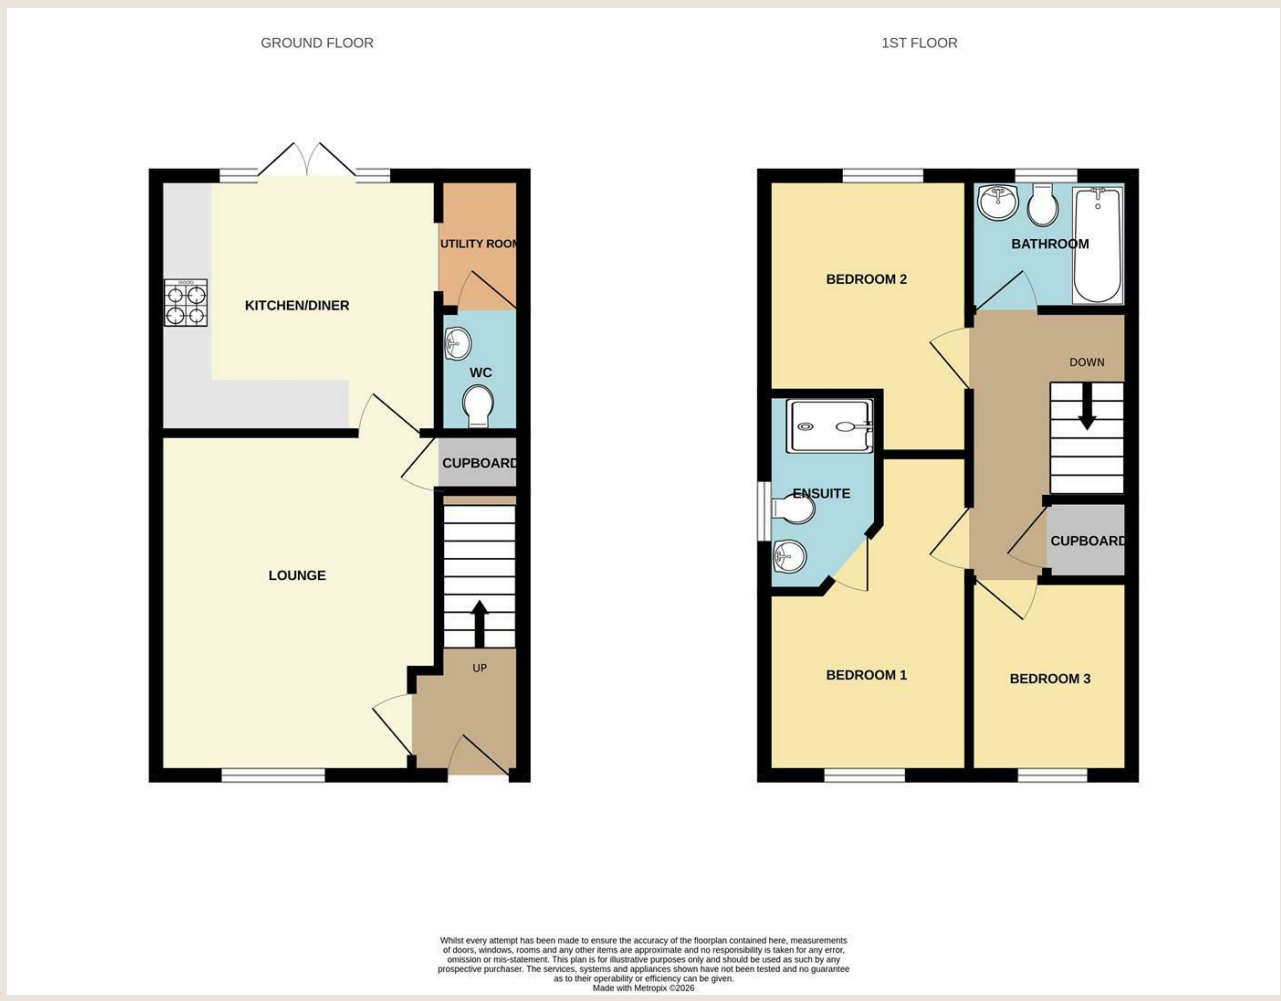 GROUND FLOOR
1ST FLOOR
UTILITY ROOM
KITCHEN/DINER
WC
CUPBOARD
LOUNGE
UP
BEDROOM 2
BATHROOM
DOWN
ENSUITE
CUPBOARD
BEDROOM 1
BEDROOM 3
Whilst every attempt has been made to ensure the accuracy of the floorplan contained here, measurements
of doors, windows, rooms and any other items are approximate and no responsibility is taken for any error,
omission or mis-statement. This plan is for illustrative purposes only and should be used as such by any
prospective purchaser. The services, systems and appliances shown have not been tested and no guarantee
as to their operability or efficiency can be given.
Made with Metropix ©2026